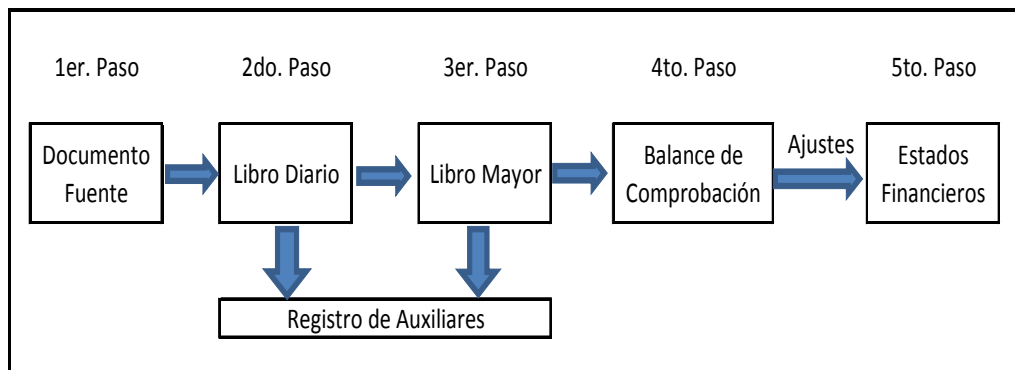 1er. Paso
2do. Paso
3er. Paso
4to. Paso
5to. Paso
Documento
Fuente
Libro Diario
Libro Mayor
Balance de
Comprobación
Ajustes
Estados
Financieros
Registro de Auxiliares